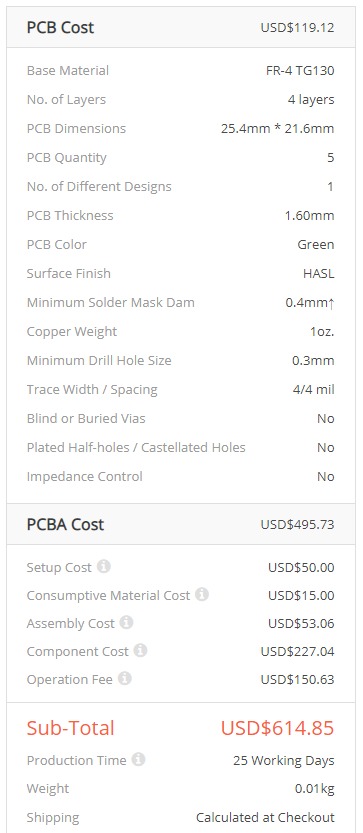 PCB Cost USD$119.12
Base Material FR-4 TG130
No. of Layers 4 layers
PCB Dimensions 25.4mm * 21.6mm
PCB Quantity 5
No. of Different Designs 1
PCB Thickness 1.60mm
PCB Color Green
Surface Finish HASL
Minimum Solder Mask Dam 0.4mm↑
Copper Weight 1oz.
Minimum Drill Hole Size 0.3mm
Trace Width / Spacing 4/4 mil
Blind or Buried Vias No
Plated Half-holes / Castellated Holes No
Impedance Control No
PCBA Cost USD$495.73
Setup Cost USD$50.00
Consumptive Material Cost USD$15.00
Assembly Cost USD$53.06
Component Cost USD$227.04
Operation Fee USD$150.63
Sub-Total USD$614.85
Production Time 25 Working Days
Weight 0.01kg
Shipping Calculated at Checkout